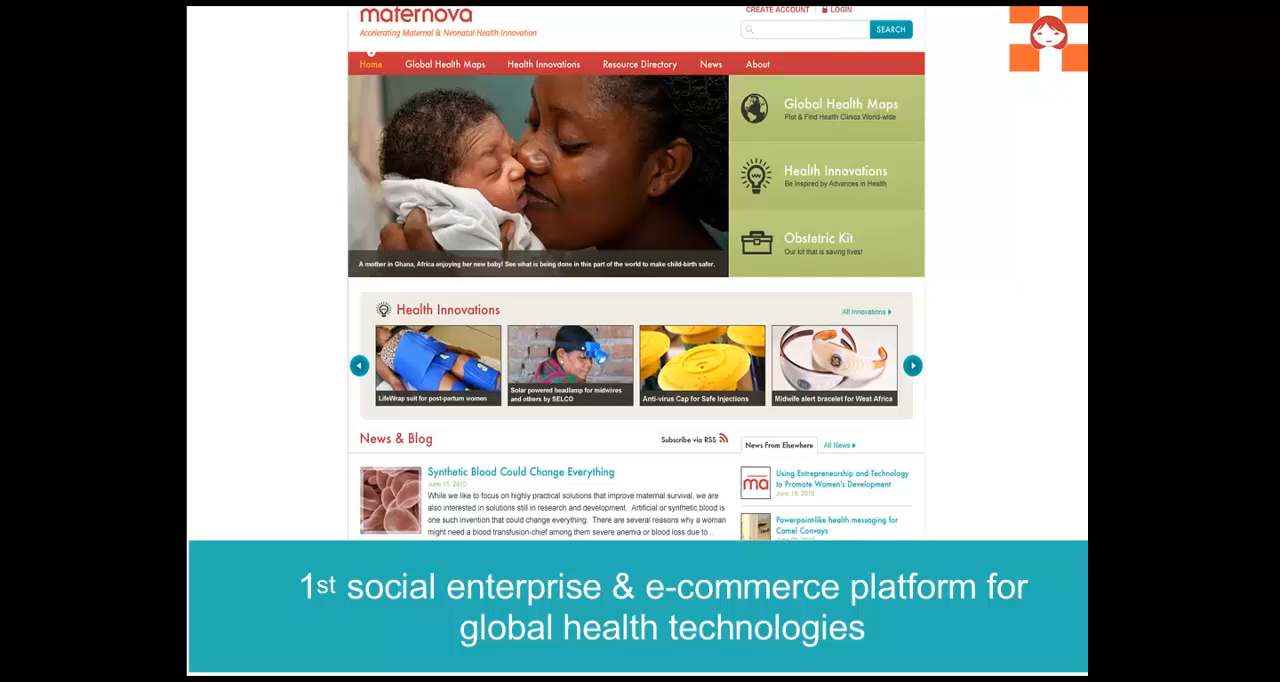 maternova
Accelerating Maternal & Neonatal Health Innovation
CREATE ACCOUNT LOGIN
SEARCH
Home Global Health Maps Health Innovations Resource Directory News About
Global Health Maps
Plot & Find Health Clinics World-wide
Health Innovations
Be Inspired by Advances in Health
Obstetric Kit
Our kit that is saving lives!
A mother in Ghana, Africa enjoying her new baby! See what is being done in this part of the world to make child-birth safer.
Health Innovations
All Innovations
LifeWrap suit for post-partum women
Solar powered headlamp for midwives
and others by SELCO
Anti-virus Cap for Safe Injections
Midwife alert bracelet for West Africa
News & Blog
Subscribe via RSS
Synthetic Blood Could Change Everything
June 15, 2010
While we like to focus on highly practical solutions that improve maternal survival, we are
also interested in solutions still in research and development. Artificial or synthetic blood is
one such invention that could change everything. There are several reasons why a woman
might need a blood transfusion-chief among them severe anemia or blood loss due to...
News From Elsewhere All News
ma
Using Entrepreneurship and Technology
to Promote Women's Development
June 19, 2010
Powerpoint-like health messaging for
Camel Convoys
1st social enterprise & e-commerce platform for
global health technologies